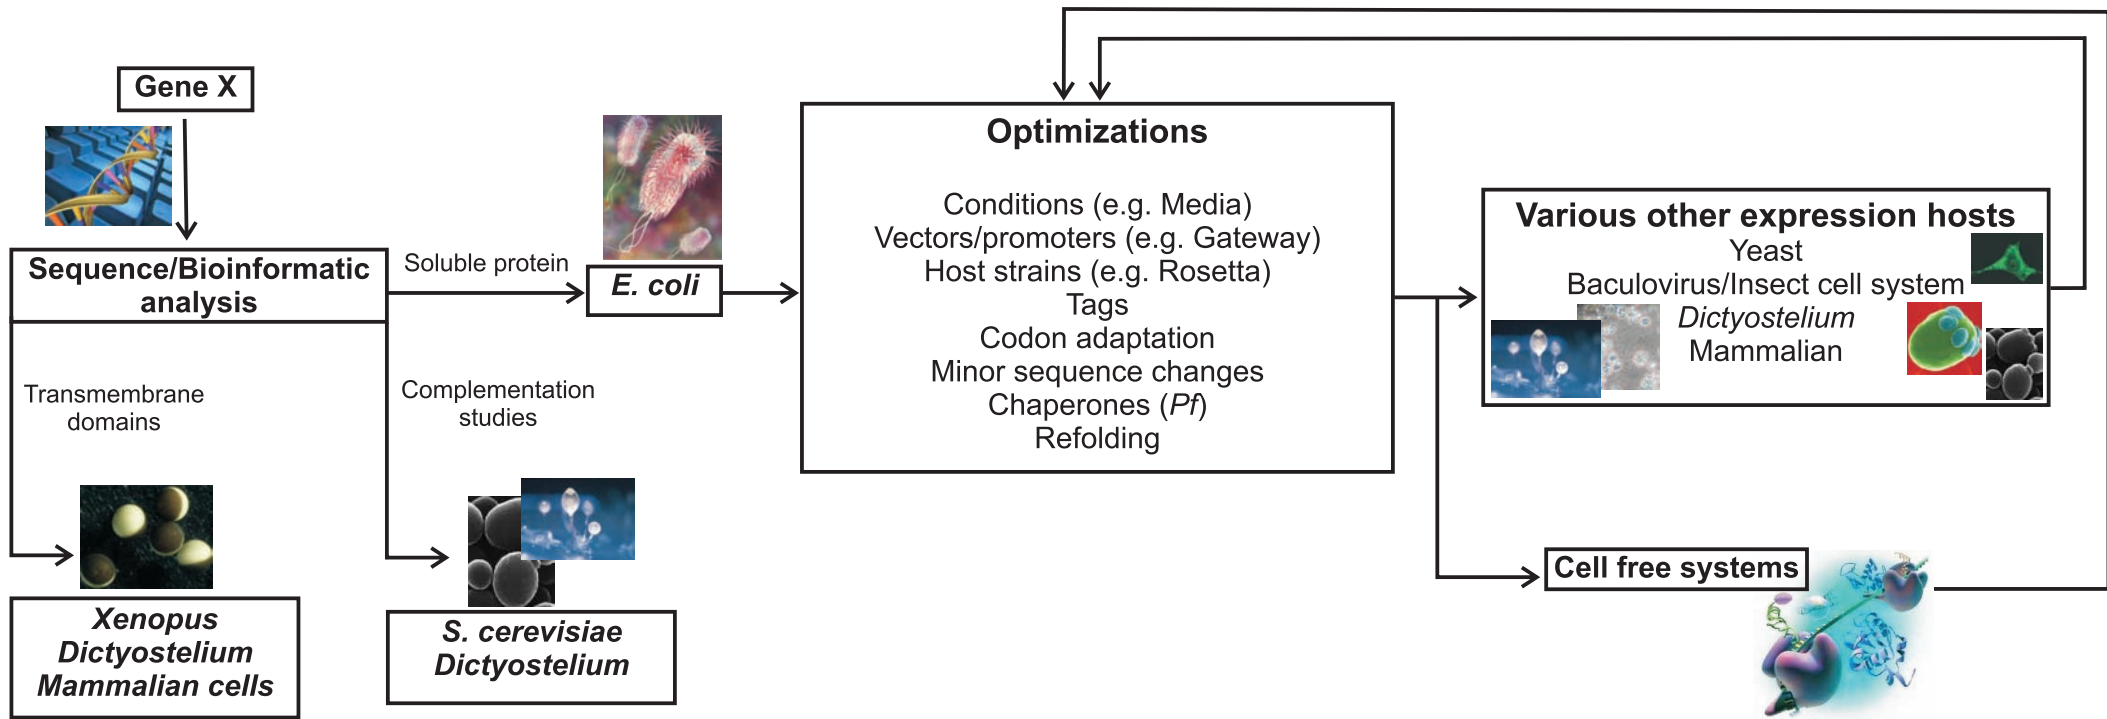 Gene X
Sequence/Bioinformatic
analysis
Soluble protein
E. coli
Transmembrane
domains
Complementation
studies
Xenopus
Dictyostelium
Mammalian cells
S. cerevisiae
Dictyostelium
Optimizations
Conditions (e.g. Media)
Vectors/promoters (e.g. Gateway)
Host strains (e.g. Rosetta)
Tags
Codon adaptation
Minor sequence changes
Chaperones (Pf)
Refolding
Various other expression hosts
Yeast
Baculovirus/Insect cell system
Dictyostelium
Mammalian
Cell free systems